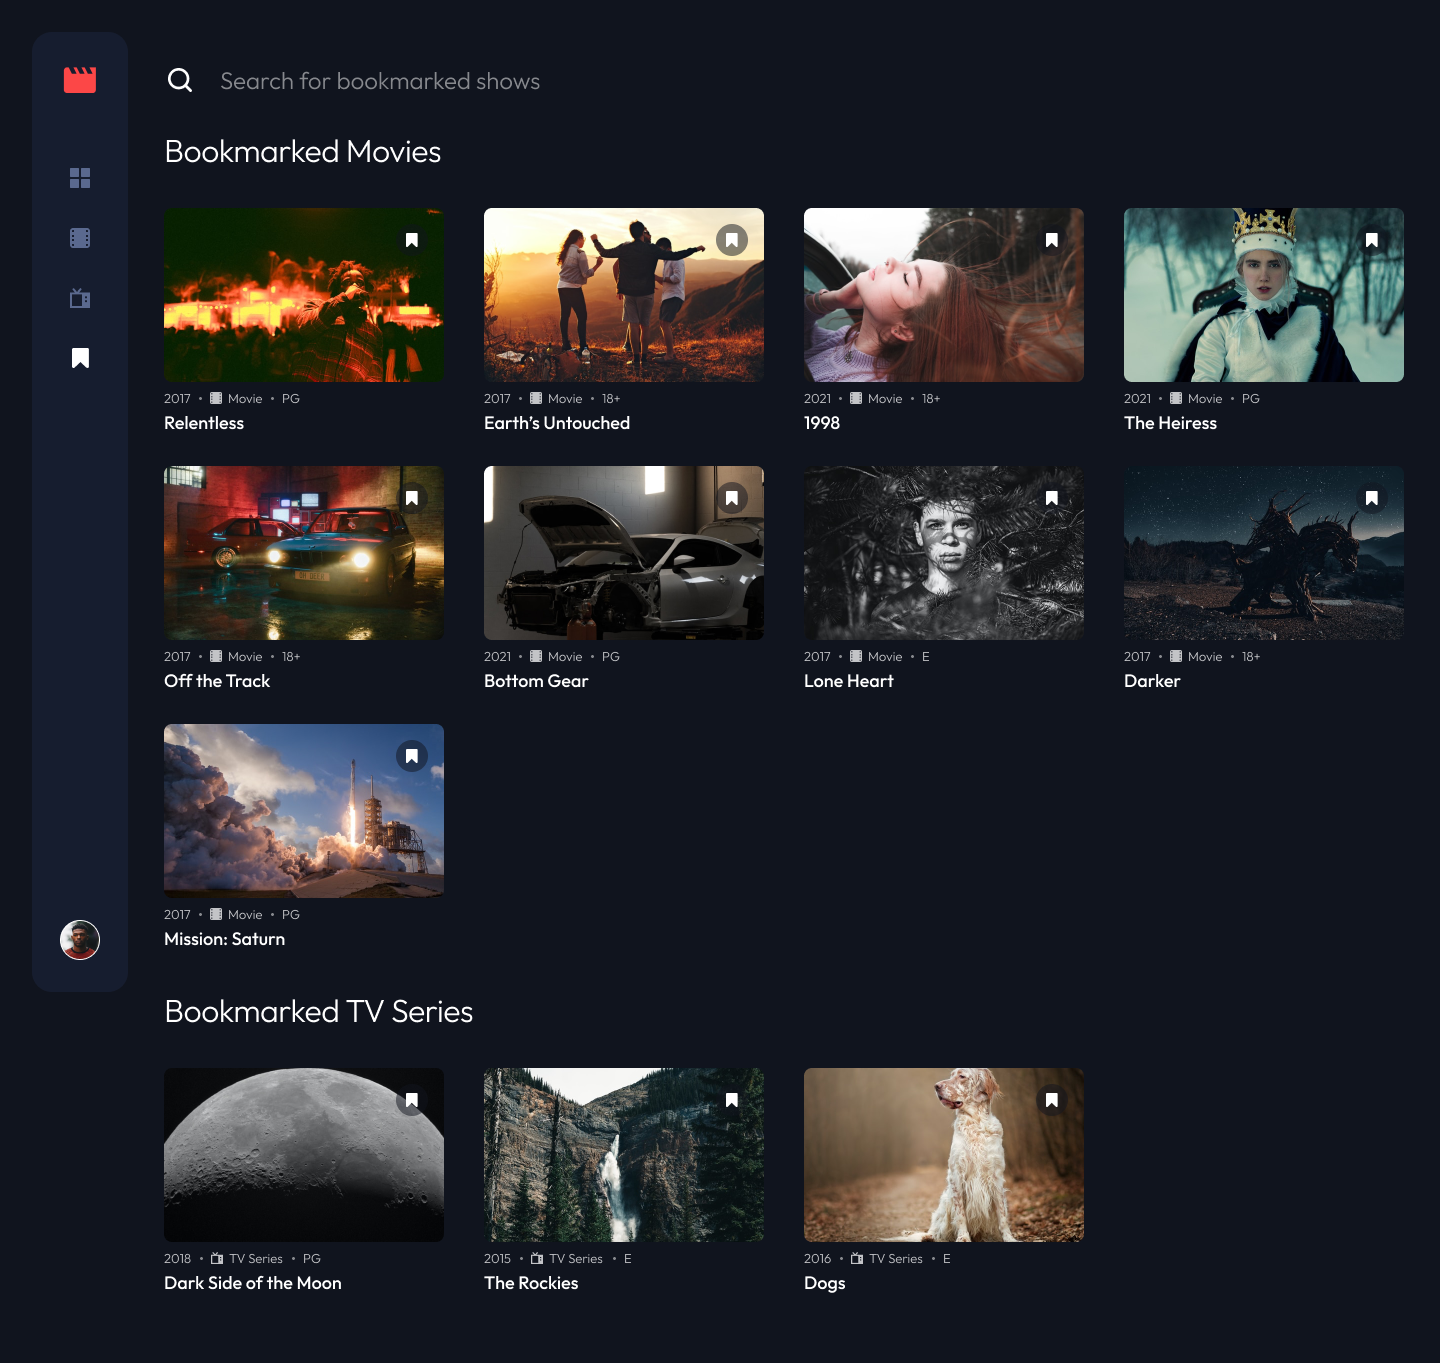 Search for bookmarked shows
Bookmarked Movies
2017 • Movie • PG
Relentless
2017 • Movie • 18+
Earth’s Untouched
2021 • Movie • 18+
1998
2021 • Movie • PG
The Heiress
2017 • Movie • 18+
Off the Track
2021 • Movie • PG
Bottom Gear
2017 • Movie • E
Lone Heart
2017 • Movie • 18+
Darker
2017 • Movie • PG
Mission: Saturn
Bookmarked TV Series
2018 • TV Series • PG
Dark Side of the Moon
2015 • TV Series • E
The Rockies
2016 • TV Series • E
Dogs